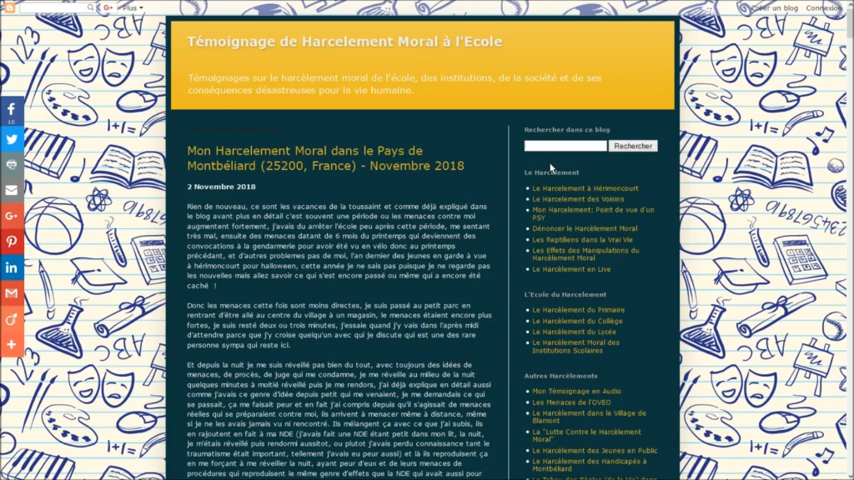 Plus
Créer un blog Connexion
Témoignage de Harcelement Moral à l'Ecole
Témoignages sur le harcèlement moral de l'école, des institutions, de la société et de ses
conséquences désastreuses pour la vie humaine.
Mon Harcelement Moral dans le Pays de
Montbéliard (25200, France) - Novembre 2018
2 Novembre 2018
Rien de nouveau, ce sont les vacances de la toussaint et comme déjà expliqué dans
le blog avant plus en détail c'est souvent une période ou les menaces contre moi
augmentent fortement, j'avais du arrêter l'école peu après cette période, me sentant
très mal, ensuite des menaces datant de 6 mois du printemps qui deviennent des
convocations à la gendarmerie pour avoir été vu en vélo donc au printemps
précédant, et d'autres problemes pas de moi, l'an dernier des jeunes en garde à vue
à hérimoncourt pour halloween, cette année je ne sais pas puisque je ne regarde pas
les nouvelles mais allez savoir ce qui s'est encore passé ou même qui a encore été
caché !
Donc les menaces cette fois sont moins directes, je suis passé au petit parc en
rentrant d'être allé au centre du village à un magasin, le menaces étaient encore plus
fortes, je suis resté deux ou trois minutes, j'essaie quand j'y vais dans l'après midi
d'attendre parce que j'y croise quelqu'un avec qui je discute qui est une des rare
personne sympa qui reste ici.
Et depuis la nuit je me suis réveillé pas bien du tout, avec toujours des idées de
menaces, de procès, de juge qui me condamne, je me réveille au milieu de la nuit
quelques minutes à moitié réveillé puis je me rendors, j'ai déjà explique en détail aussi
comme j'avais ce genre d'idée depuis petit qui me venaient, je me demandais ce qui
se passait, ça me faisait peur et en fait j'ai compris depuis qu'il s'agissait de menaces
réelles qui se préparaient contre moi, ils arrivent à menacer même à distance, même
si je ne les avais jamais vu ni rencontré. Ils mélangent ça avec ce que j'ai subis, ils
en rajoutent en fait à ma NDE (j'avais fait une NDE étant petit dans mon lit, la nuit,
je m'étais réveillé puis rendormi aussitot, ou plutot j'avais perdu connaissance tant le
traumatisme était important, tellement j'avais eu peur aussi) et là ils reproduisent ça
en me forçant à me réveiller la nuit, ayant peur d'eux et de leurs menaces de
procédures qui reproduisent le même genre d'effets que la NDE qui avait aussi pour
Rechercher dans ce blog
Rechercher
Le Harcèlement
Le Harcelement à Hérimoncourt
Le Harcelement des Voisins
Mon Harcelement: Point de vue d'un
PSY
Dénoncer le Harcèlement Moral
Les Reptiliens dans la Vrai Vie
Les Effets des Manipulations du
Harcèlement Moral
Le Harcèlement en Live
L'Ecole du Harcelement
Le Harcèlement du Primaire
Le Harcèlement du Collège
Le Harcèlement du Lycée
Le Harcèlement Moral des
Institutions Scolaires
Autres Harcèlements
Mon Témoignage en Audio
Les Menaces de l'OVEO
Le Harcèlement dans le Village de
Blamont
La "Lutte Contre le Harcèlement
Moral"
Le Harcelement des Jeunes en Public
Le Harcèlement des Handicapés à
Montbéliard